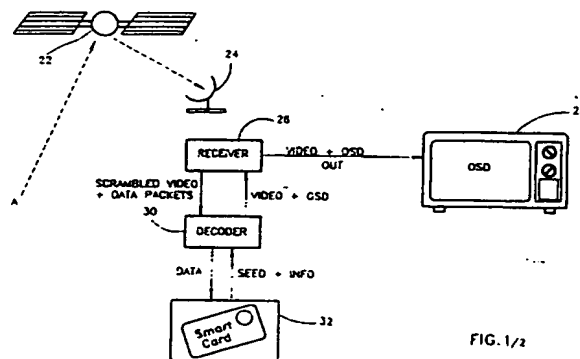 22
24
28
2
RECEIVER
VIDEO + OSD
OUT
OSD
SCRAMBLED VIDEO
+ DATA PACKETS
VIDEO + OSD
A
30
DECODER
DATA
SEED + INFO
Smart
Card
32
FIG. 1/2